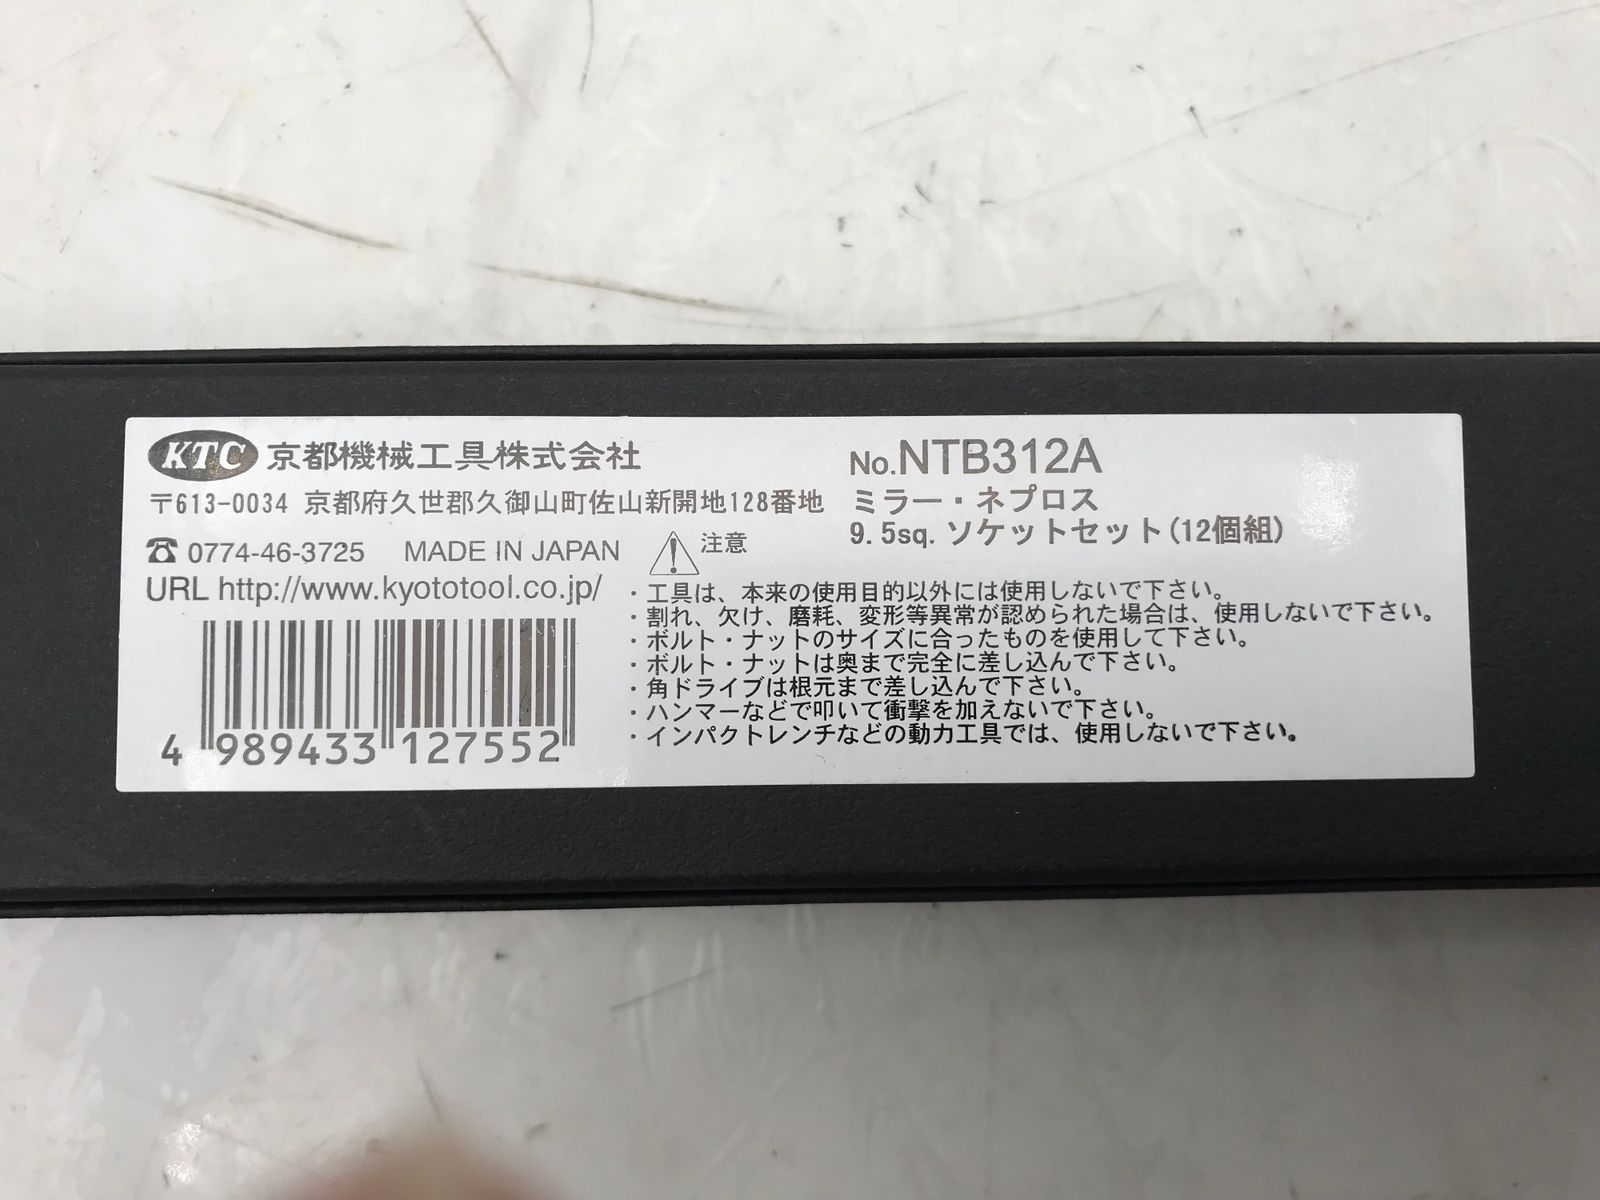 KTC 京都機械工具株式会社
〒613-0034 京都府久世郡久御山町佐山新開地128番地
☎ 0774-46-3725 MADE IN JAPAN
URL http://www.kyototool.co.jp/
4 989433 127552
No.NTB312A
ミラー・ネプロス
9.5sq. ソケットセット(12個組)
注意
・工具は、本来の使用目的以外には使用しないで下さい。
・割れ、欠け、磨耗、変形等異常が認められた場合は、使用しないで下さい。
・ボルト・ナットのサイズに合ったものを使用して下さい。
・ボルト・ナットは奥まで完全に差し込んで下さい。
・角ドライブは根元まで差し込んで下さい。
・ハンマーなどで叩いて衝撃を加えないで下さい。
・インパクトレンチなどの動力工具では、使用しないで下さい。